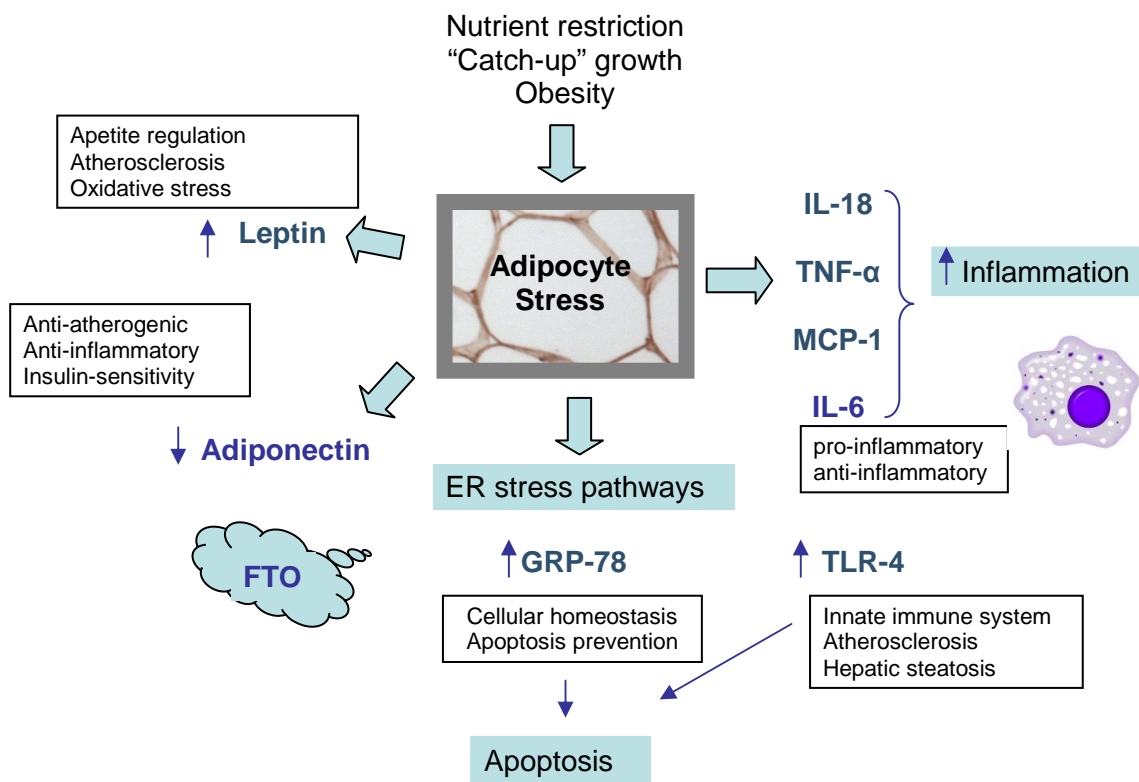 Nutrient restriction
“Catch-up” growth
Obesity
Apetite regulation
Atherosclerosis
Oxidative stress
Leptin
Adipocyte
Stress
IL-18
TNF-α
MCP-1
IL-6
Inflammation
pro-inflammatory
anti-inflammatory
Anti-atherogenic
Anti-inflammatory
Insulin-sensitivity
Adiponectin
ER stress pathways
FTO
GRP-78
Cellular homeostasis
Apoptosis prevention
TLR-4
Innate immune system
Atherosclerosis
Hepatic steatosis
Apoptosis